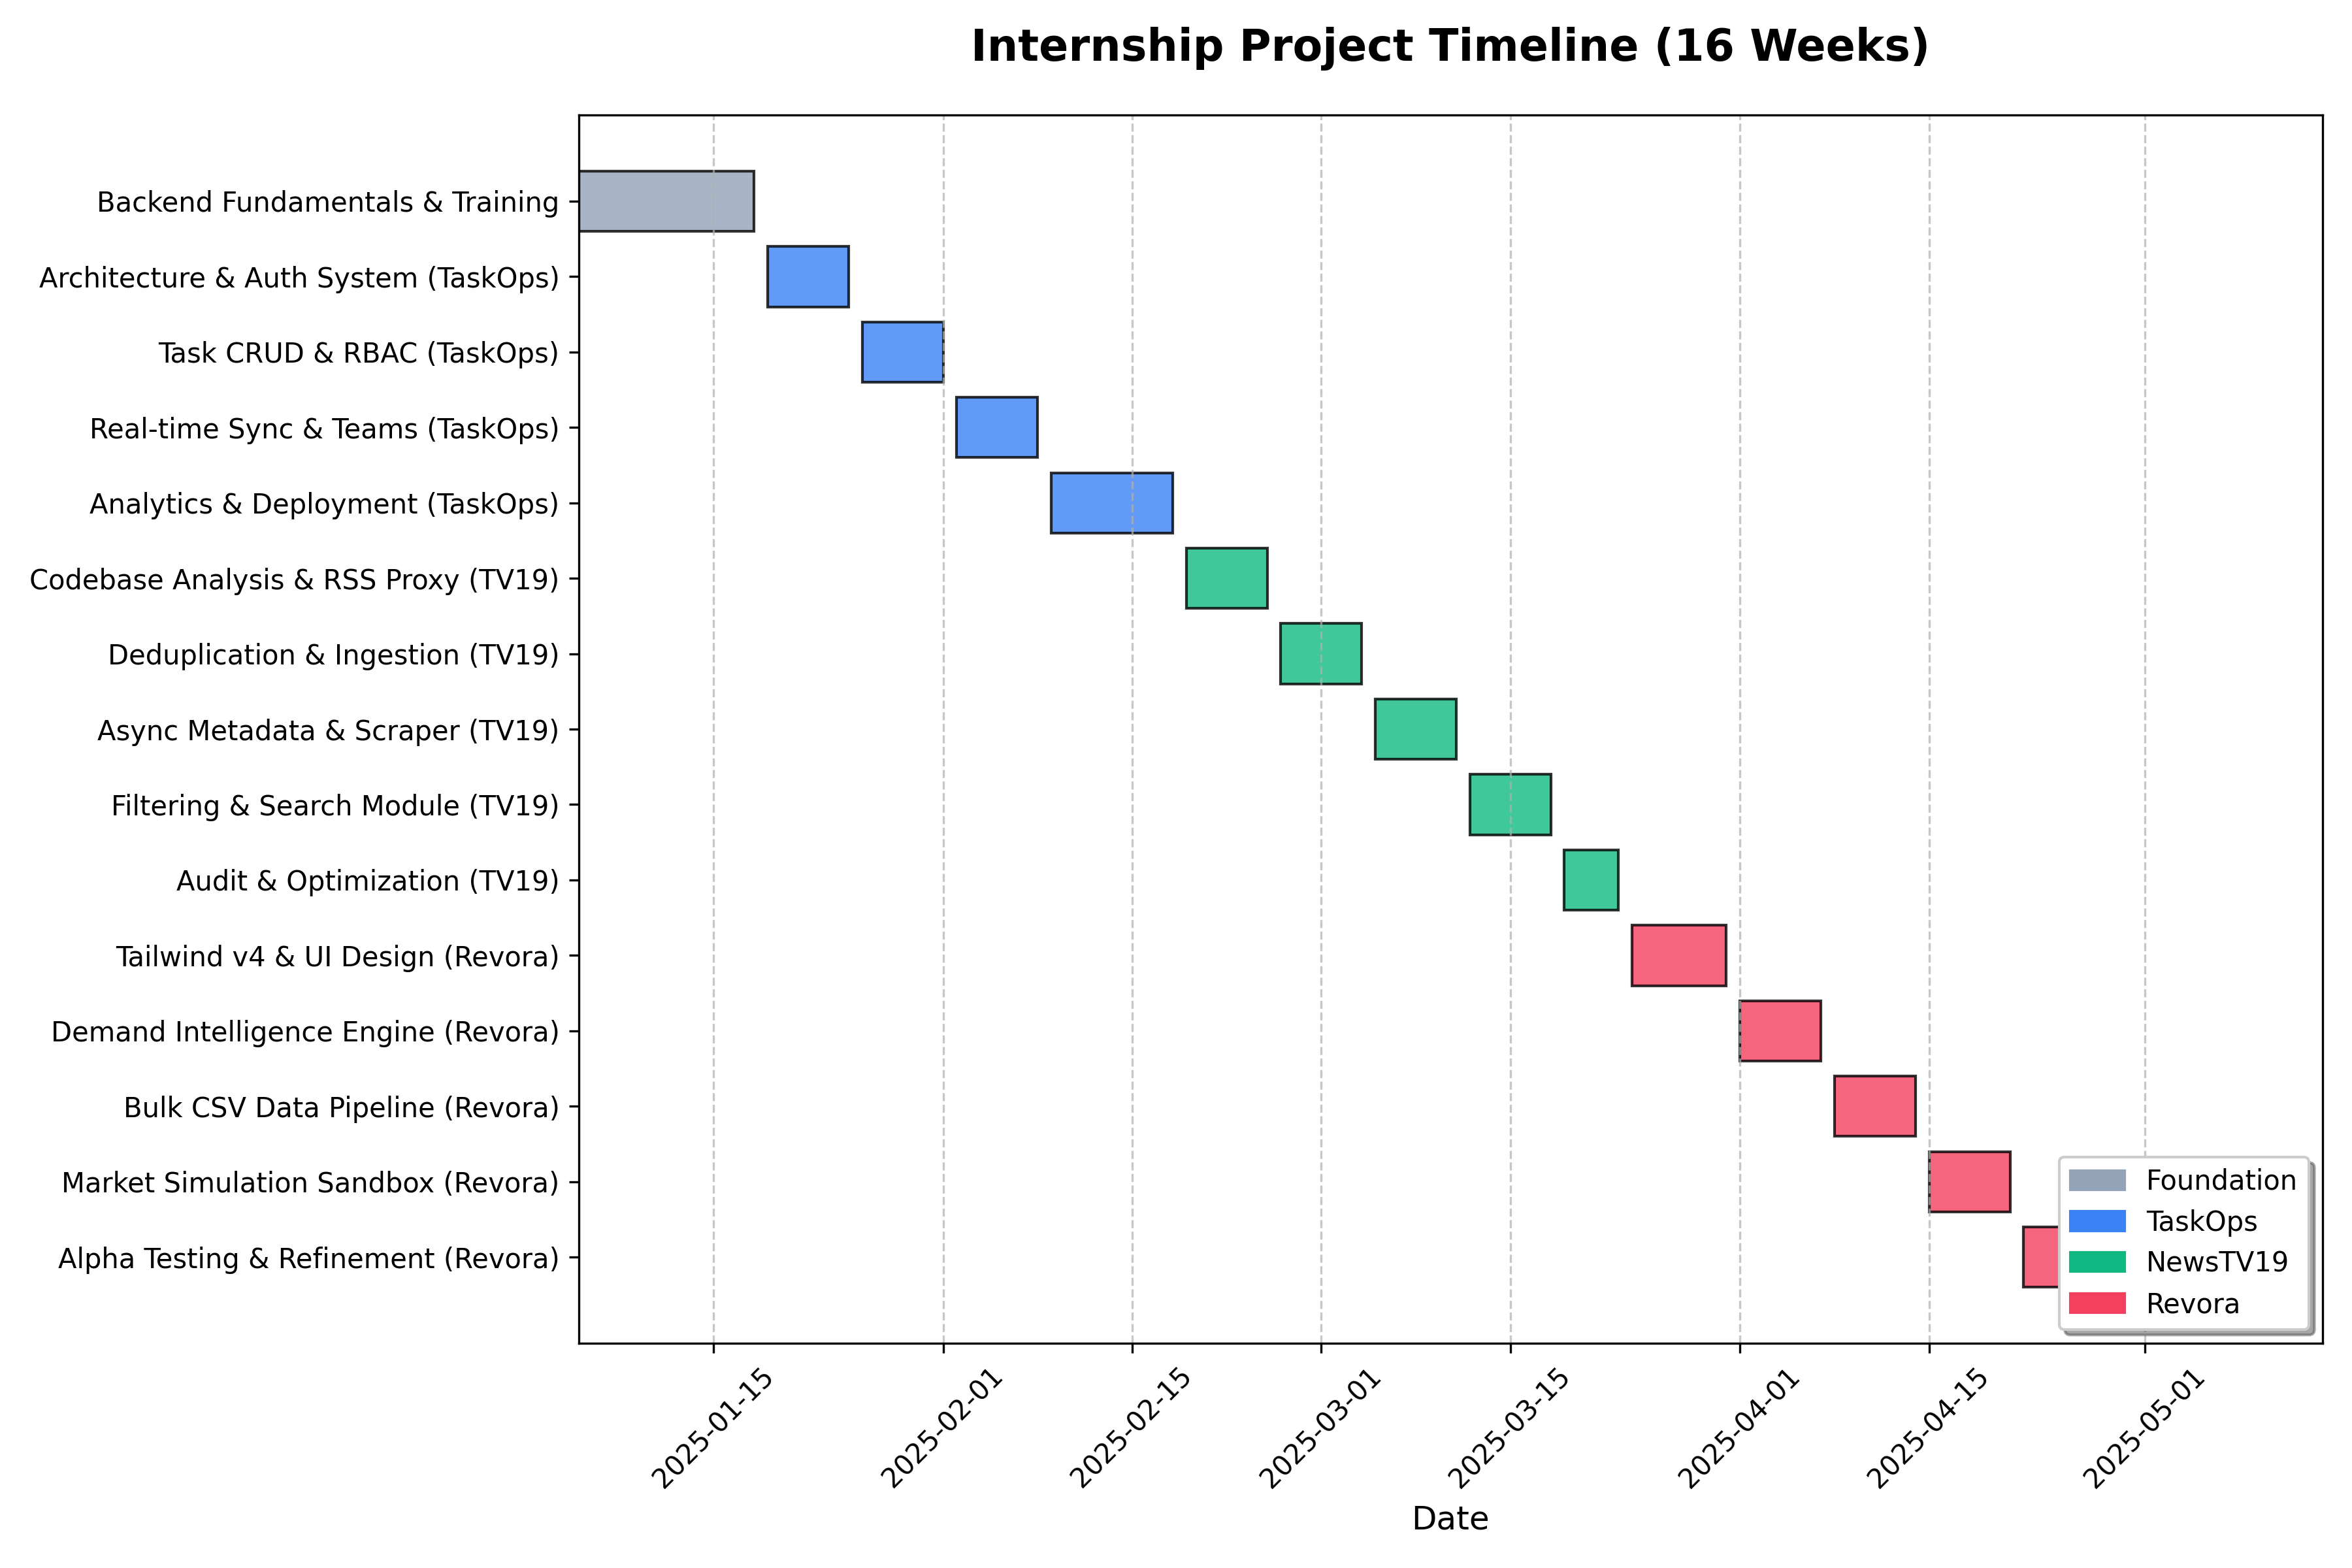 Internship Project Timeline (16 Weeks)
Backend Fundamentals & Training
Architecture & Auth System (TaskOps)
Task CRUD & RBAC (TaskOps)
Real-time Sync & Teams (TaskOps)
Analytics & Deployment (TaskOps)
Codebase Analysis & RSS Proxy (TV19)
Deduplication & Ingestion (TV19)
Async Metadata & Scraper (TV19)
Filtering & Search Module (TV19)
Audit & Optimization (TV19)
Tailwind v4 & UI Design (Revora)
Demand Intelligence Engine (Revora)
Bulk CSV Data Pipeline (Revora)
Market Simulation Sandbox (Revora)
Alpha Testing & Refinement (Revora)
Foundation
TaskOps
NewsTV19
Revora
2025-01-15
2025-02-01
2025-02-15
2025-03-01
2025-03-15
2025-04-01
2025-04-15
2025-05-01
Date